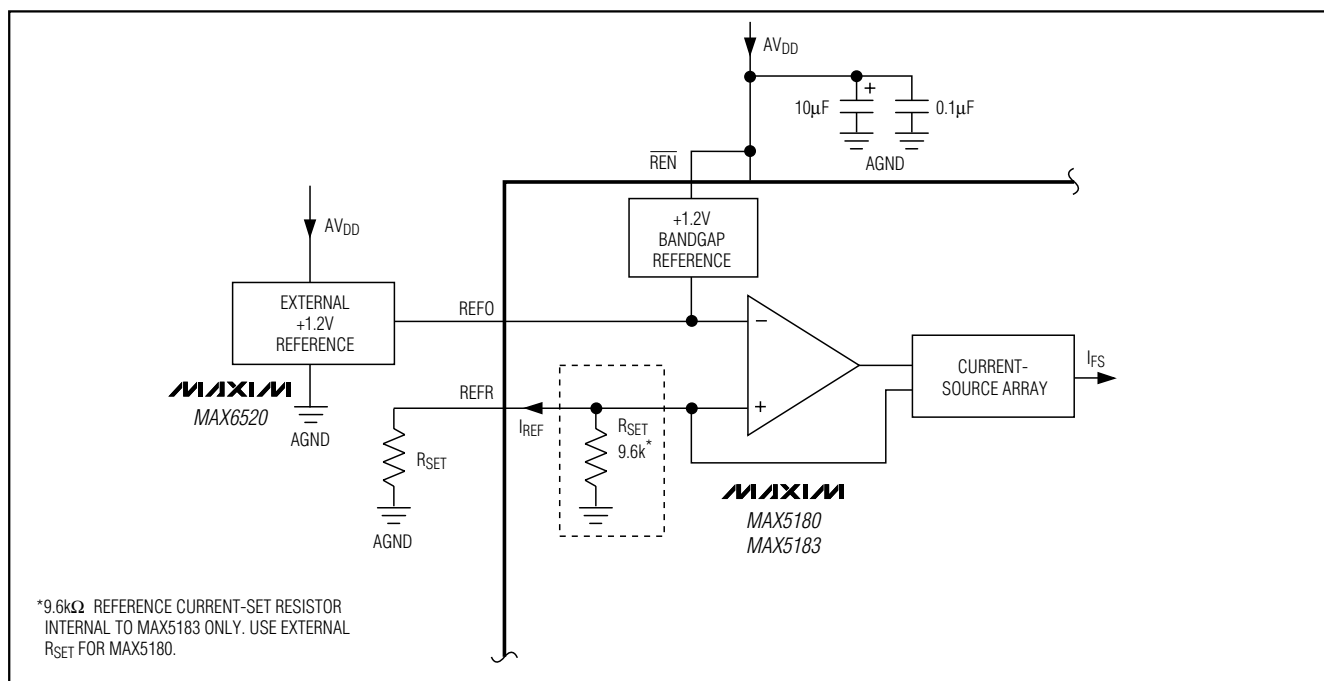 AVDD
10µF
+
0.1µF
AGND
REN
AVDD
+1.2V
BANDGAP
REFERENCE
EXTERNAL
+1.2V
REFERENCE
REFO
−
MAXIM
MAX6520
AGND
REFR
IREF
RSET
9.6k*
+
CURRENT-
SOURCE ARRAY
IFS
RSET
AGND
MAXIM
MAX5180
MAX5183
*9.6kΩ REFERENCE CURRENT-SET RESISTOR
INTERNAL TO MAX5183 ONLY. USE EXTERNAL
RSET FOR MAX5180.